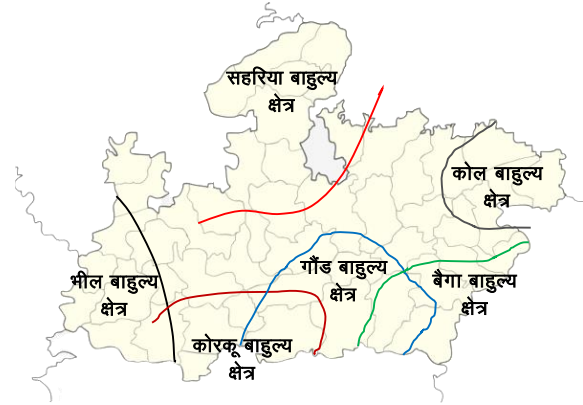 सहरिया बाहुल्य
क्षेत्र
कोल बाहुल्य
क्षेत्र
भील बाहुल्य
क्षेत्र
गौंड बाहुल्य
क्षेत्र
बैगा बाहुल्य
क्षेत्र
कोरकू बाहुल्य
क्षेत्र